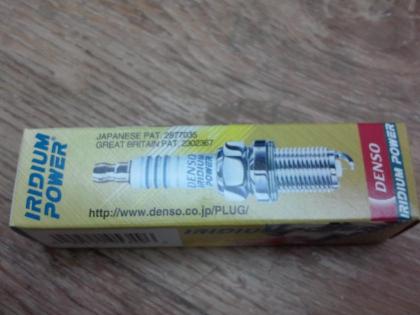 IRIDIUM
POWER
JAPANESE PAT. 2877035
GREAT BRITAIN PAT. 2302367
DENSO
IRIDIUM
POWER
http://www.denso.co.jp/PLUG/
DENSO
IRIDIUM POWER